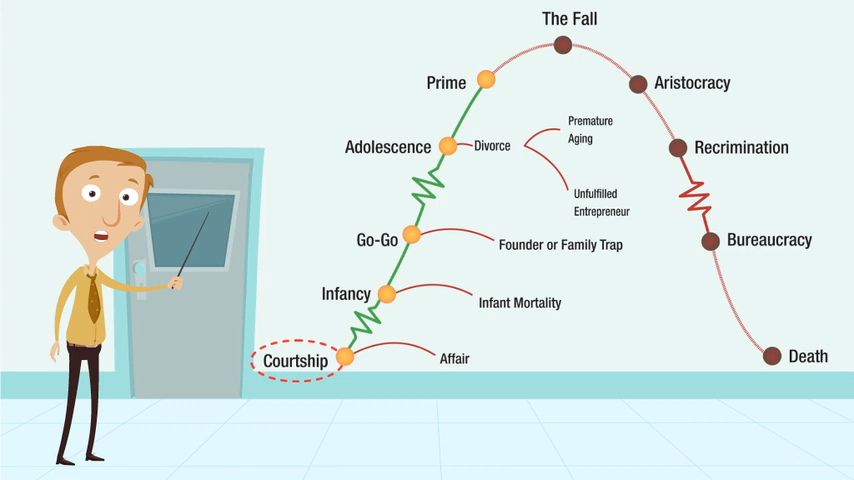 The Fall
Prime
Aristocracy
Adolescence
Divorce
Premature
Aging
Unfulfilled
Entrepreneur
Recrimination
Go-Go
Founder or Family Trap
Bureaucracy
Infancy
Infant Mortality
Courtship
Affair
Death